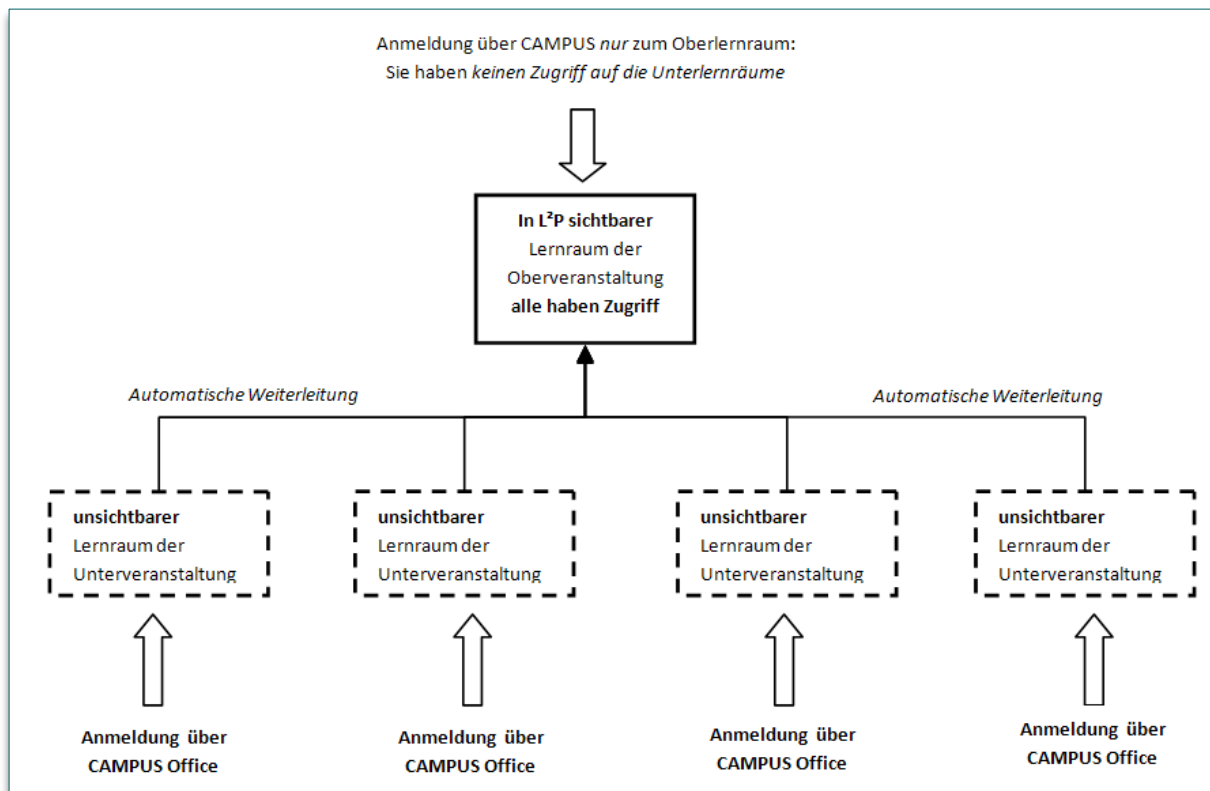 Anmeldung über CAMPUS nur zum Oberlernraum:
Sie haben keinen Zugriff auf die Unterlernräume
In L²P sichtbarer
Lernraum der
Oberveranstaltung
alle haben Zugriff
Automatische Weiterleitung
Automatische Weiterleitung
unsichtbarer
Lernraum der
Unterveranstaltung
unsichtbarer
Lernraum der
Unterveranstaltung
unsichtbarer
Lernraum der
Unterveranstaltung
unsichtbarer
Lernraum der
Unterveranstaltung
Anmeldung über
CAMPUS Office
Anmeldung über
CAMPUS Office
Anmeldung über
CAMPUS Office
Anmeldung über
CAMPUS Office